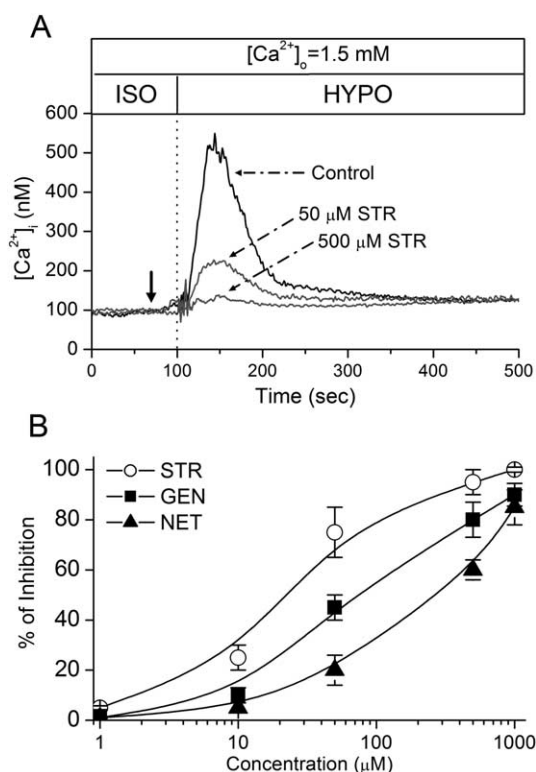 A
[Ca²⁺]ₒ=1.5 mM
ISO HYPO
600
500
400
300
200
100
0
[Ca²⁺]ᵢ (nM)
Control
50 μM STR
500 μM STR
0 100 200 300 400 500
Time (sec)
B
100
80
60
40
20
0
% of Inhibition
STR
GEN
NET
1 10 100 1000
Concentration (μM)